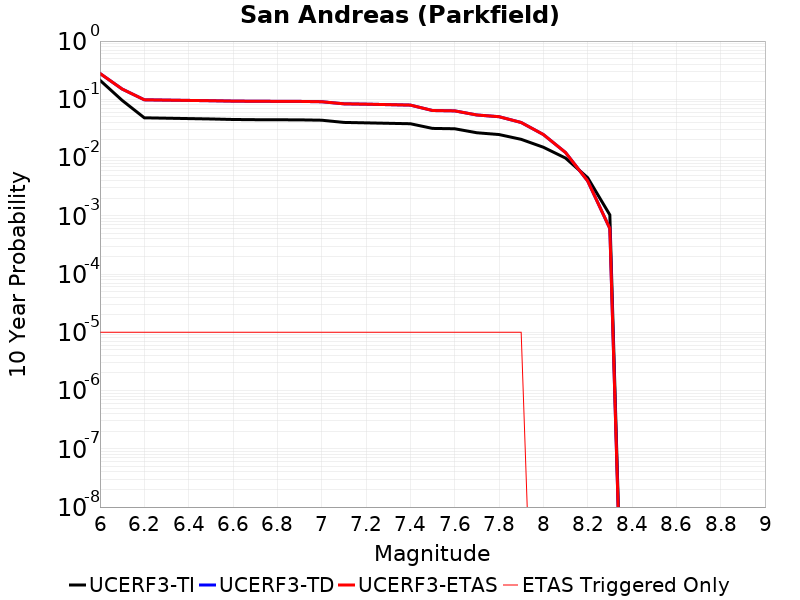 San Andreas (Parkfield)
10 Year Probability
10^0
10^-1
10^-2
10^-3
10^-4
10^-5
10^-6
10^-7
10^-8
6 6.2 6.4 6.6 6.8 7 7.2 7.4 7.6 7.8 8 8.2 8.4 8.6 8.8 9
Magnitude
UCERF3-TI UCERF3-TD UCERF3-ETAS ETAS Triggered Only